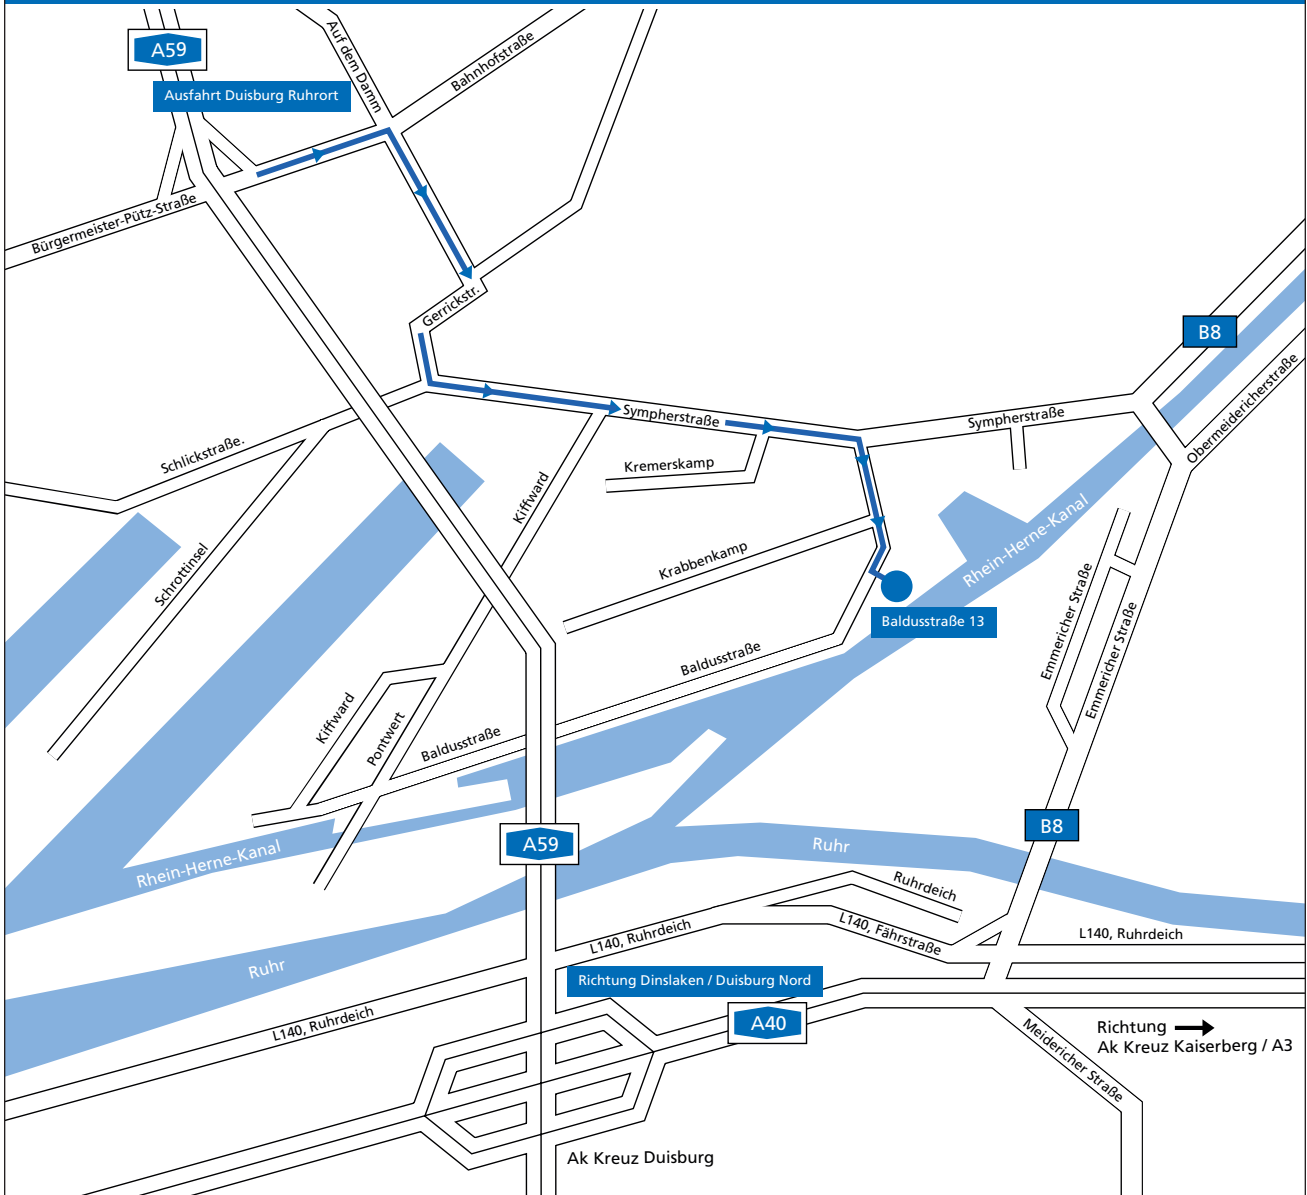 A59
Ausfahrt Duisburg Ruhrort
Auf dem Damm
Bahnhofstraße
Bürgermeister-Pütz-Straße
Gerrickstr.
B8
Sympherstraße
Sympherstraße
Obermeidericherstraße
Schlickstraße.
Kremerskamp
Kiffward
Rhein-Herne-Kanal
Schrottinsel
Krabbenkamp
Baldusstraße 13
Emmericher Straße
Emmericher Straße
Baldusstraße
Kiffward
Pontwert
Baldusstraße
B8
A59
Ruhr
Rhein-Herne-Kanal
Ruhrdeich
L140, Ruhrdeich
L140, Fährstraße
L140, Ruhrdeich
Ruhr
Richtung Dinslaken / Duisburg Nord
L140, Ruhrdeich
A40
Richtung
Ak Kreuz Kaiserberg / A3
Meidericher Straße
Ak Kreuz Duisburg